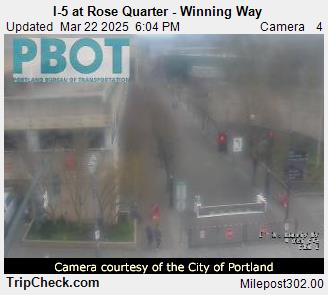 I-5 at Rose Quarter - Winning Way
Updated Mar 22 2025 6:04 PM Camera 4
PBOT
PORTLAND BUREAU OF TRANSPORTATION
Camera courtesy of the City of Portland
TripCheck.com Milepost302.00